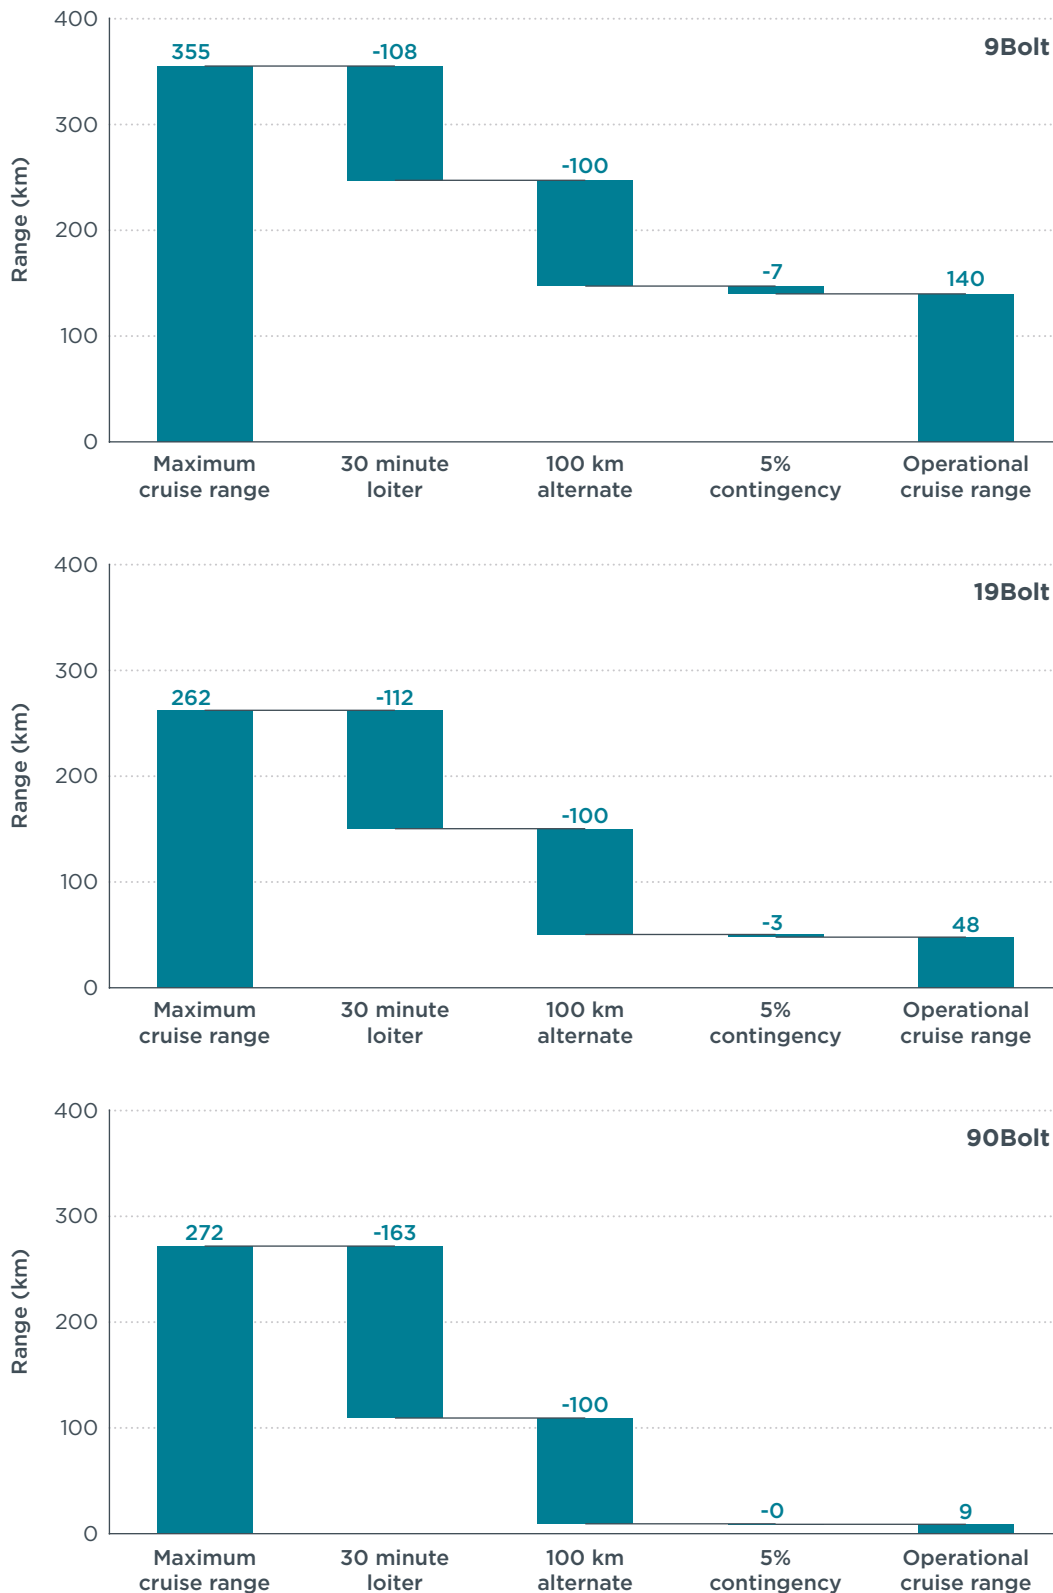 9Bolt
Range (km)
400
300
200
100
0
355
-108
-100
-7
140
Maximum
cruise range
30 minute
loiter
100 km
alternate
5%
contingency
Operational
cruise range
19Bolt
Range (km)
400
300
200
100
0
262
-112
-100
-3
48
Maximum
cruise range
30 minute
loiter
100 km
alternate
5%
contingency
Operational
cruise range
90Bolt
Range (km)
400
300
200
100
0
272
-163
-100
-0
9
Maximum
cruise range
30 minute
loiter
100 km
alternate
5%
contingency
Operational
cruise range